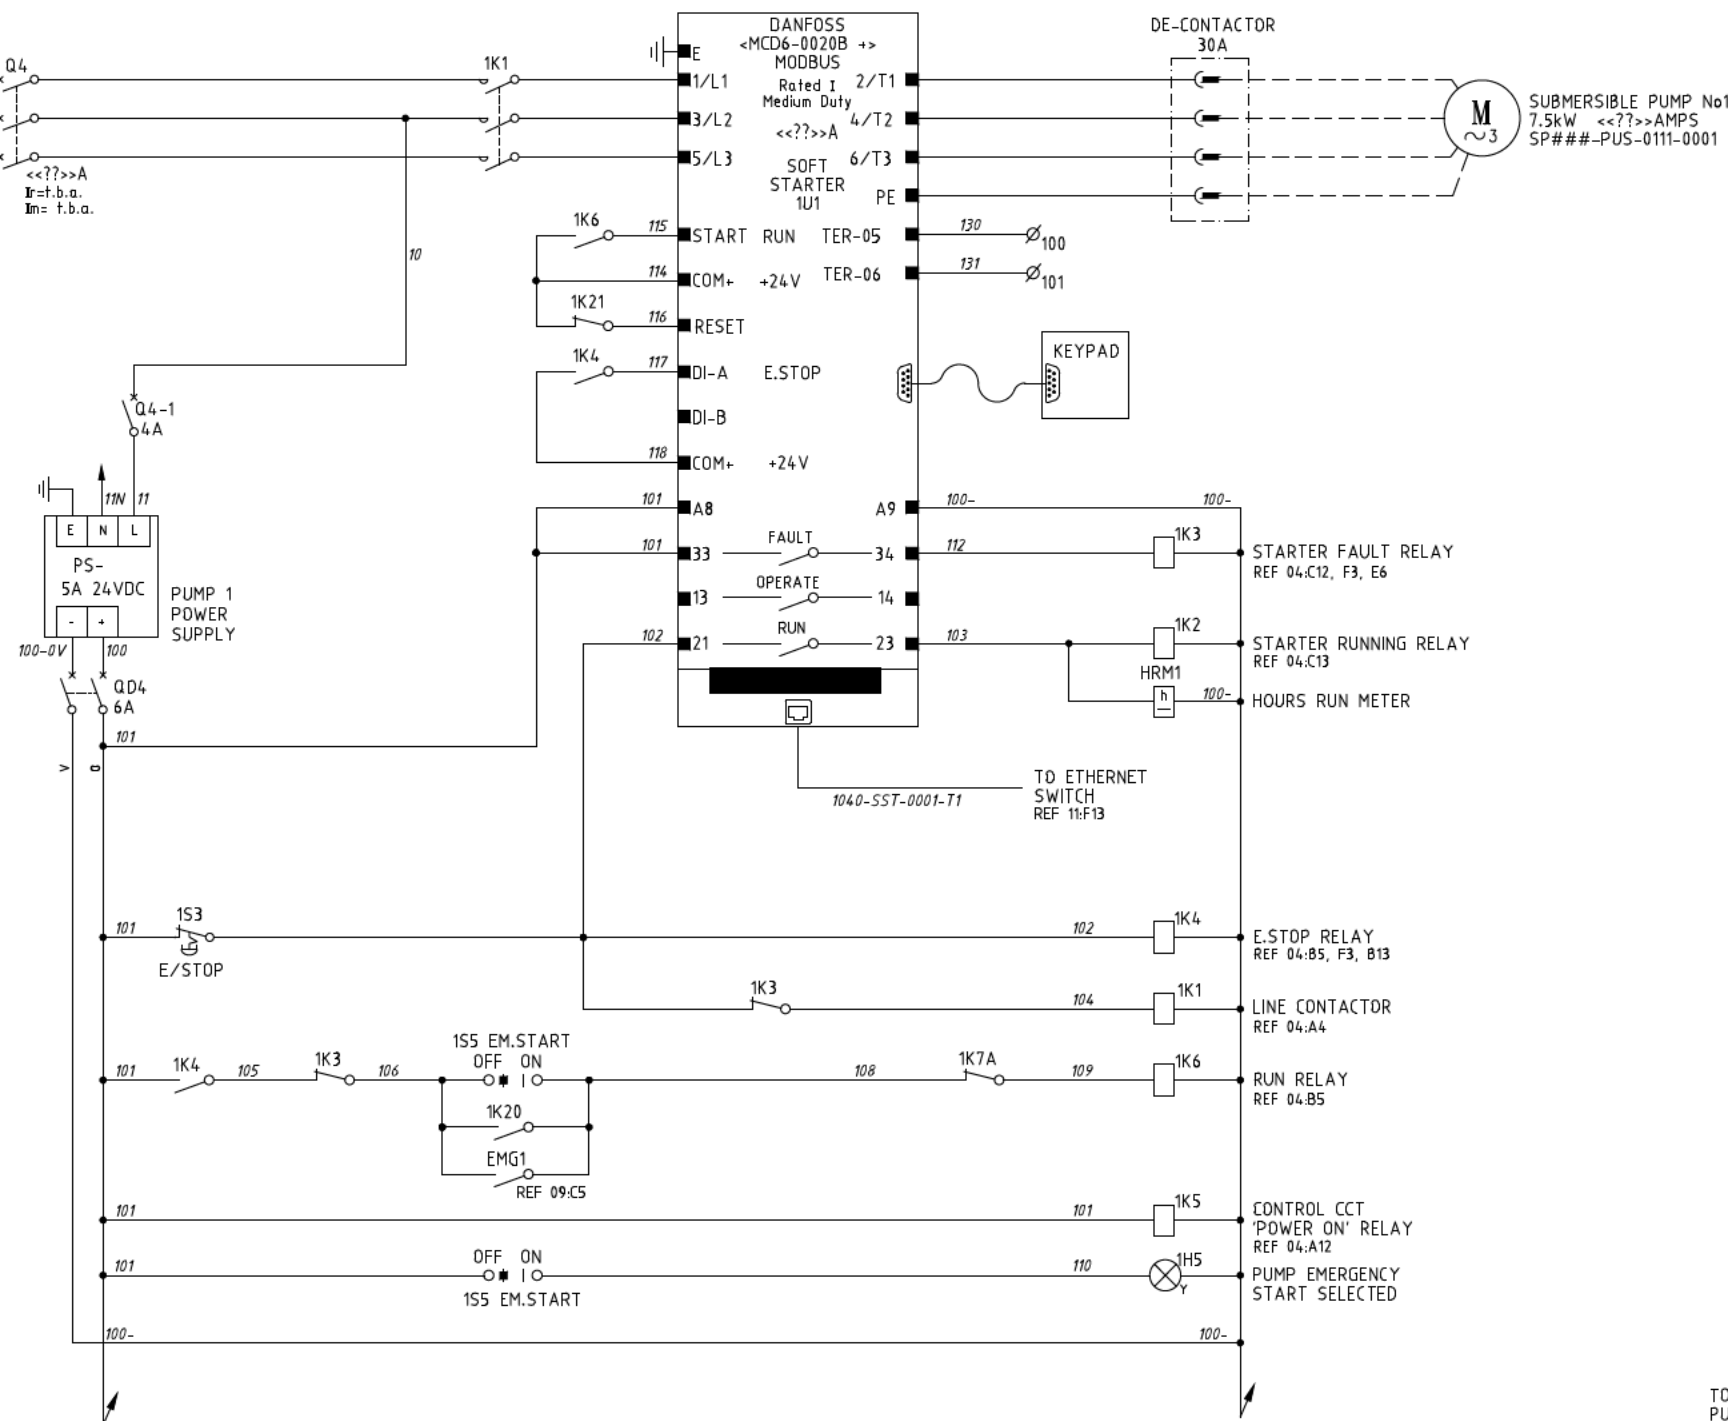 DANFOSS
<MCD6-0020B +>
MODBUS
Rated I
Medium Duty
<<??>>A
SOFT
STARTER
1U1
DE-CONTACTOR
30A
Q4
1K1
E
1/L1
2/T1
3/L2
4/T2
5/L3
6/T3
PE
M
~3
SUBMERSIBLE PUMP No1
7.5kW <<??>>AMPS
SP###-PUS-0111-0001
<<??>>A
Ir=t.b.a.
Im= t.b.a.
10
1K6
115
START RUN
TER-05
130
100
114
COM+ +24V
TER-06
131
101
1K21
116
RESET
1K4
117
DI-A E.STOP
KEYPAD
DI-B
118
COM+ +24V
Q4-1
4A
11N
11
E N L
PS-
5A 24VDC
- +
PUMP 1
POWER
SUPPLY
100-0V
100
QD4
6A
101
V
0
101
A8
A9
100-
100-
101
33
FAULT
34
112
1K3
STARTER FAULT RELAY
REF 04:C12, F3, E6
13
OPERATE
14
102
21
RUN
23
103
1K2
STARTER RUNNING RELAY
REF 04:C13
HRM1
h
100-
HOURS RUN METER
TO ETHERNET
SWITCH
REF 11:F13
1040-SST-0001-T1
101
1S3
E/STOP
102
1K4
E.STOP RELAY
REF 04:B5, F3, B13
1K3
104
1K1
LINE CONTACTOR
REF 04:A4
101
1K4
105
1K3
106
1S5 EM.START
OFF ON
108
1K7A
109
1K6
RUN RELAY
REF 04:B5
1K20
EMG1
REF 09:C5
101
101
1K5
CONTROL CCT
'POWER ON' RELAY
REF 04:A12
101
OFF ON
1S5 EM.START
110
1H5
Y
PUMP EMERGENCY
START SELECTED
100-
100-
TO
PU